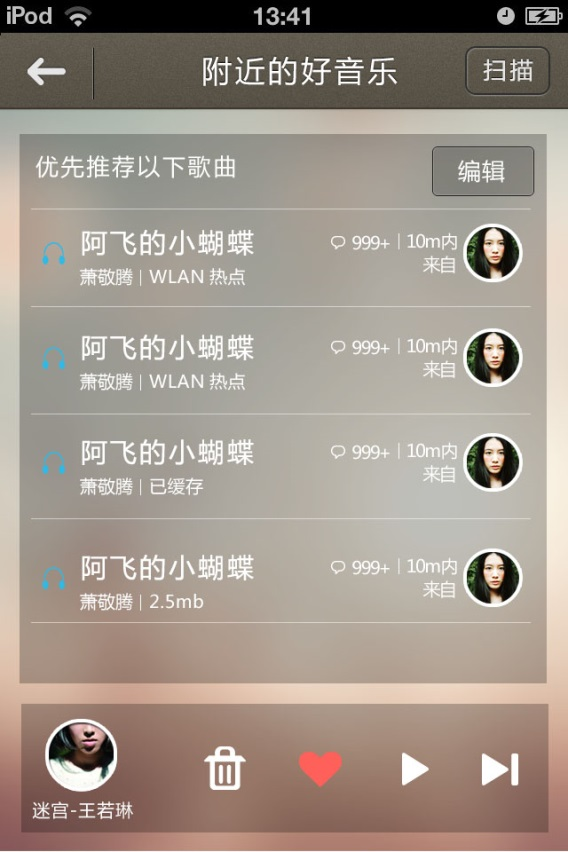 iPod 13:41
附近的好音乐 扫描
优先推荐以下歌曲 编辑
阿飞的小蝴蝶 999+ | 10m内
萧敬腾 | WLAN 热点 来自
阿飞的小蝴蝶 999+ | 10m内
萧敬腾 | WLAN 热点 来自
阿飞的小蝴蝶 999+ | 10m内
萧敬腾 | 已缓存 来自
阿飞的小蝴蝶 999+ | 10m内
萧敬腾 | 2.5mb 来自
迷宫-王若琳